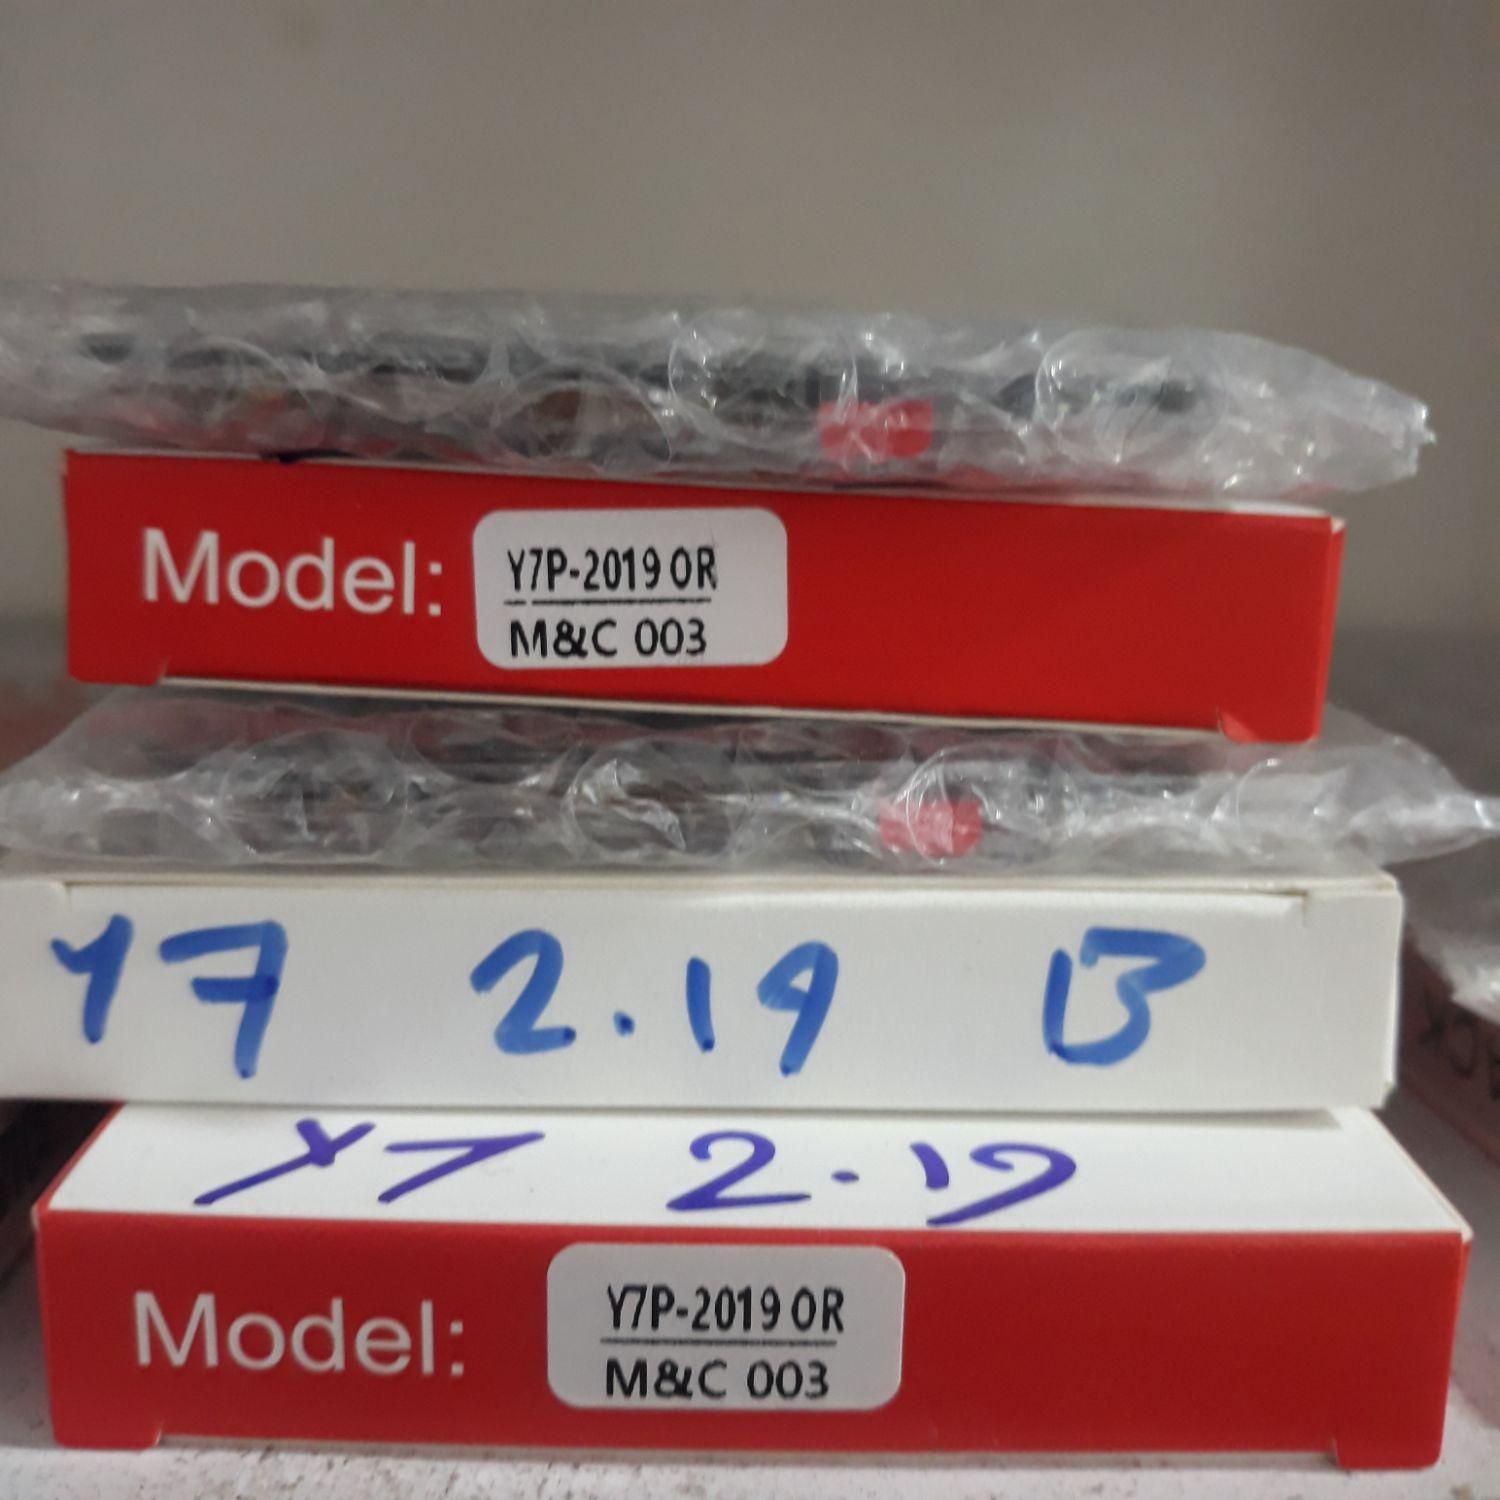 Model: Y7P-2019 OR
M&C 003
Y7 2.19 B
Y7 2.19
Model: Y7P-2019 OR
M&C 003